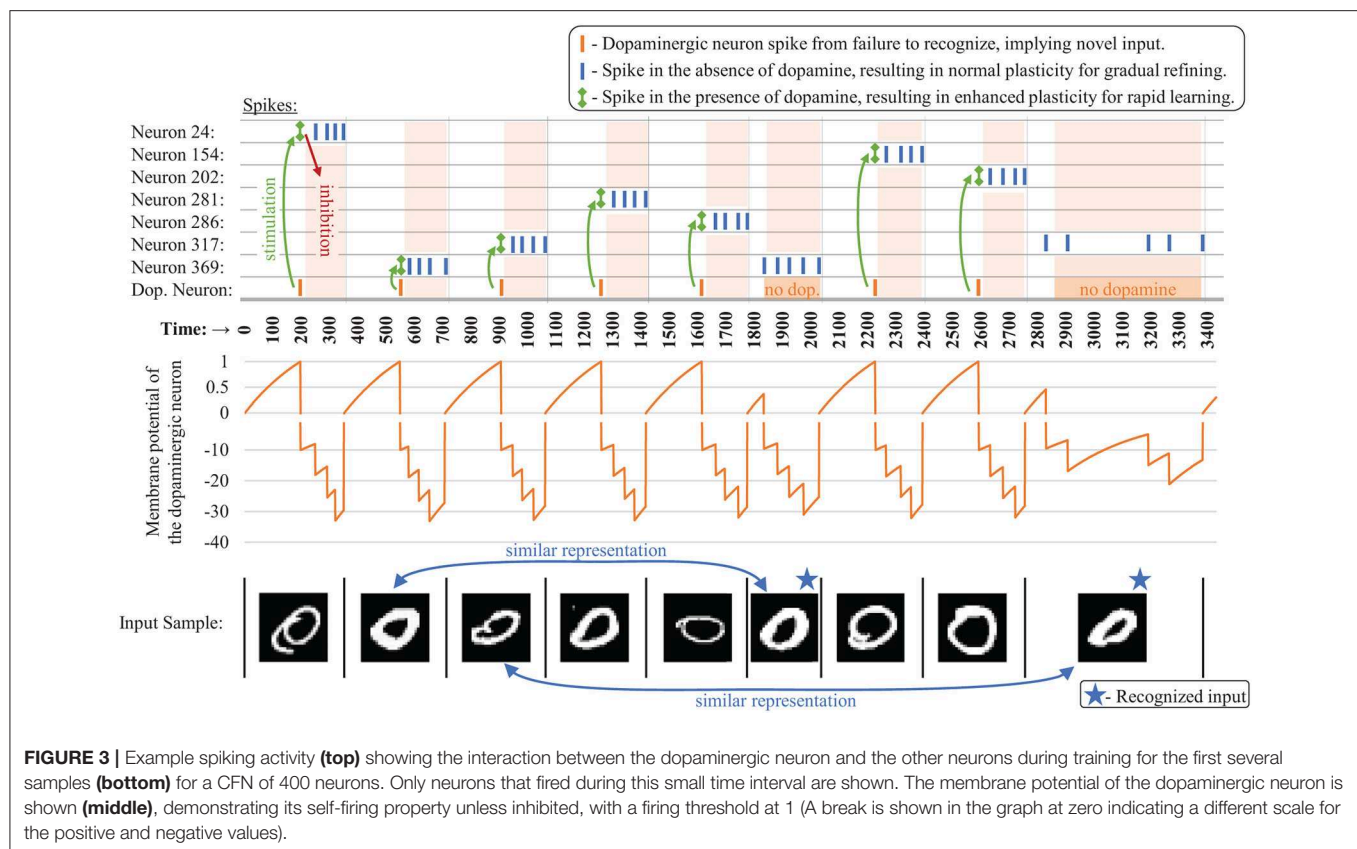 - Dopaminergic neuron spike from failure to recognize, implying novel input.
- Spike in the absence of dopamine, resulting in normal plasticity for gradual refining.
- Spike in the presence of dopamine, resulting in enhanced plasticity for rapid learning.
Spikes:
Neuron 24:
Neuron 154:
Neuron 202:
Neuron 281:
Neuron 286:
Neuron 317:
Neuron 369:
Dop. Neuron:
stimulation
inhibition
no dop.
no dopamine
Time: → 0 100 200 500 600 700 900 1000 1200 1300 1400 1600 1700 1800 1900 2000 2100 2200 2300 2400 2600 2700 2800 2900 3000 3100 3200 3300 3400
Membrane potential of
the dopaminergic neuron
1
0.5
0
-10
-20
-30
-40
similar representation
Input Sample:
similar representation
- Recognized input
FIGURE 3 | Example spiking activity (top) showing the interaction between the dopaminergic neuron and the other neurons during training for the first several
samples (bottom) for a CFN of 400 neurons. Only neurons that fired during this small time interval are shown. The membrane potential of the dopaminergic neuron is
shown (middle), demonstrating its self-firing property unless inhibited, with a firing threshold at 1 (A break is shown in the graph at zero indicating a different scale for
the positive and negative values).